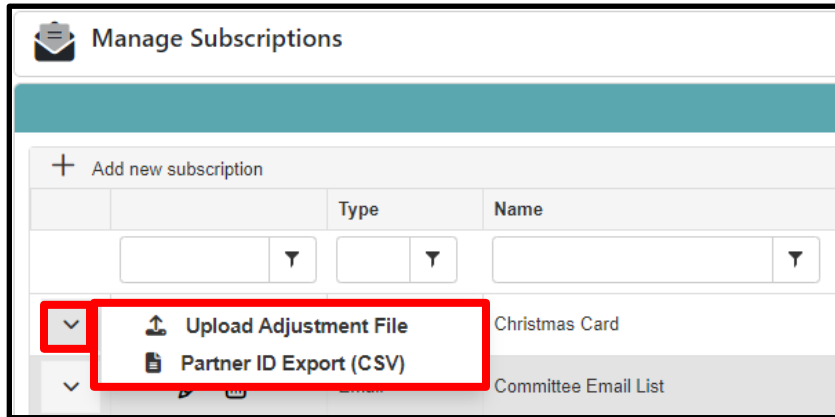 Manage Subscriptions
Add new subscription
Type Name
Upload Adjustment File
Christmas Card
Partner ID Export (CSV)
Committee Email List